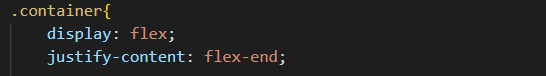 .container{
    display: flex;
    justify-content: flex-end;